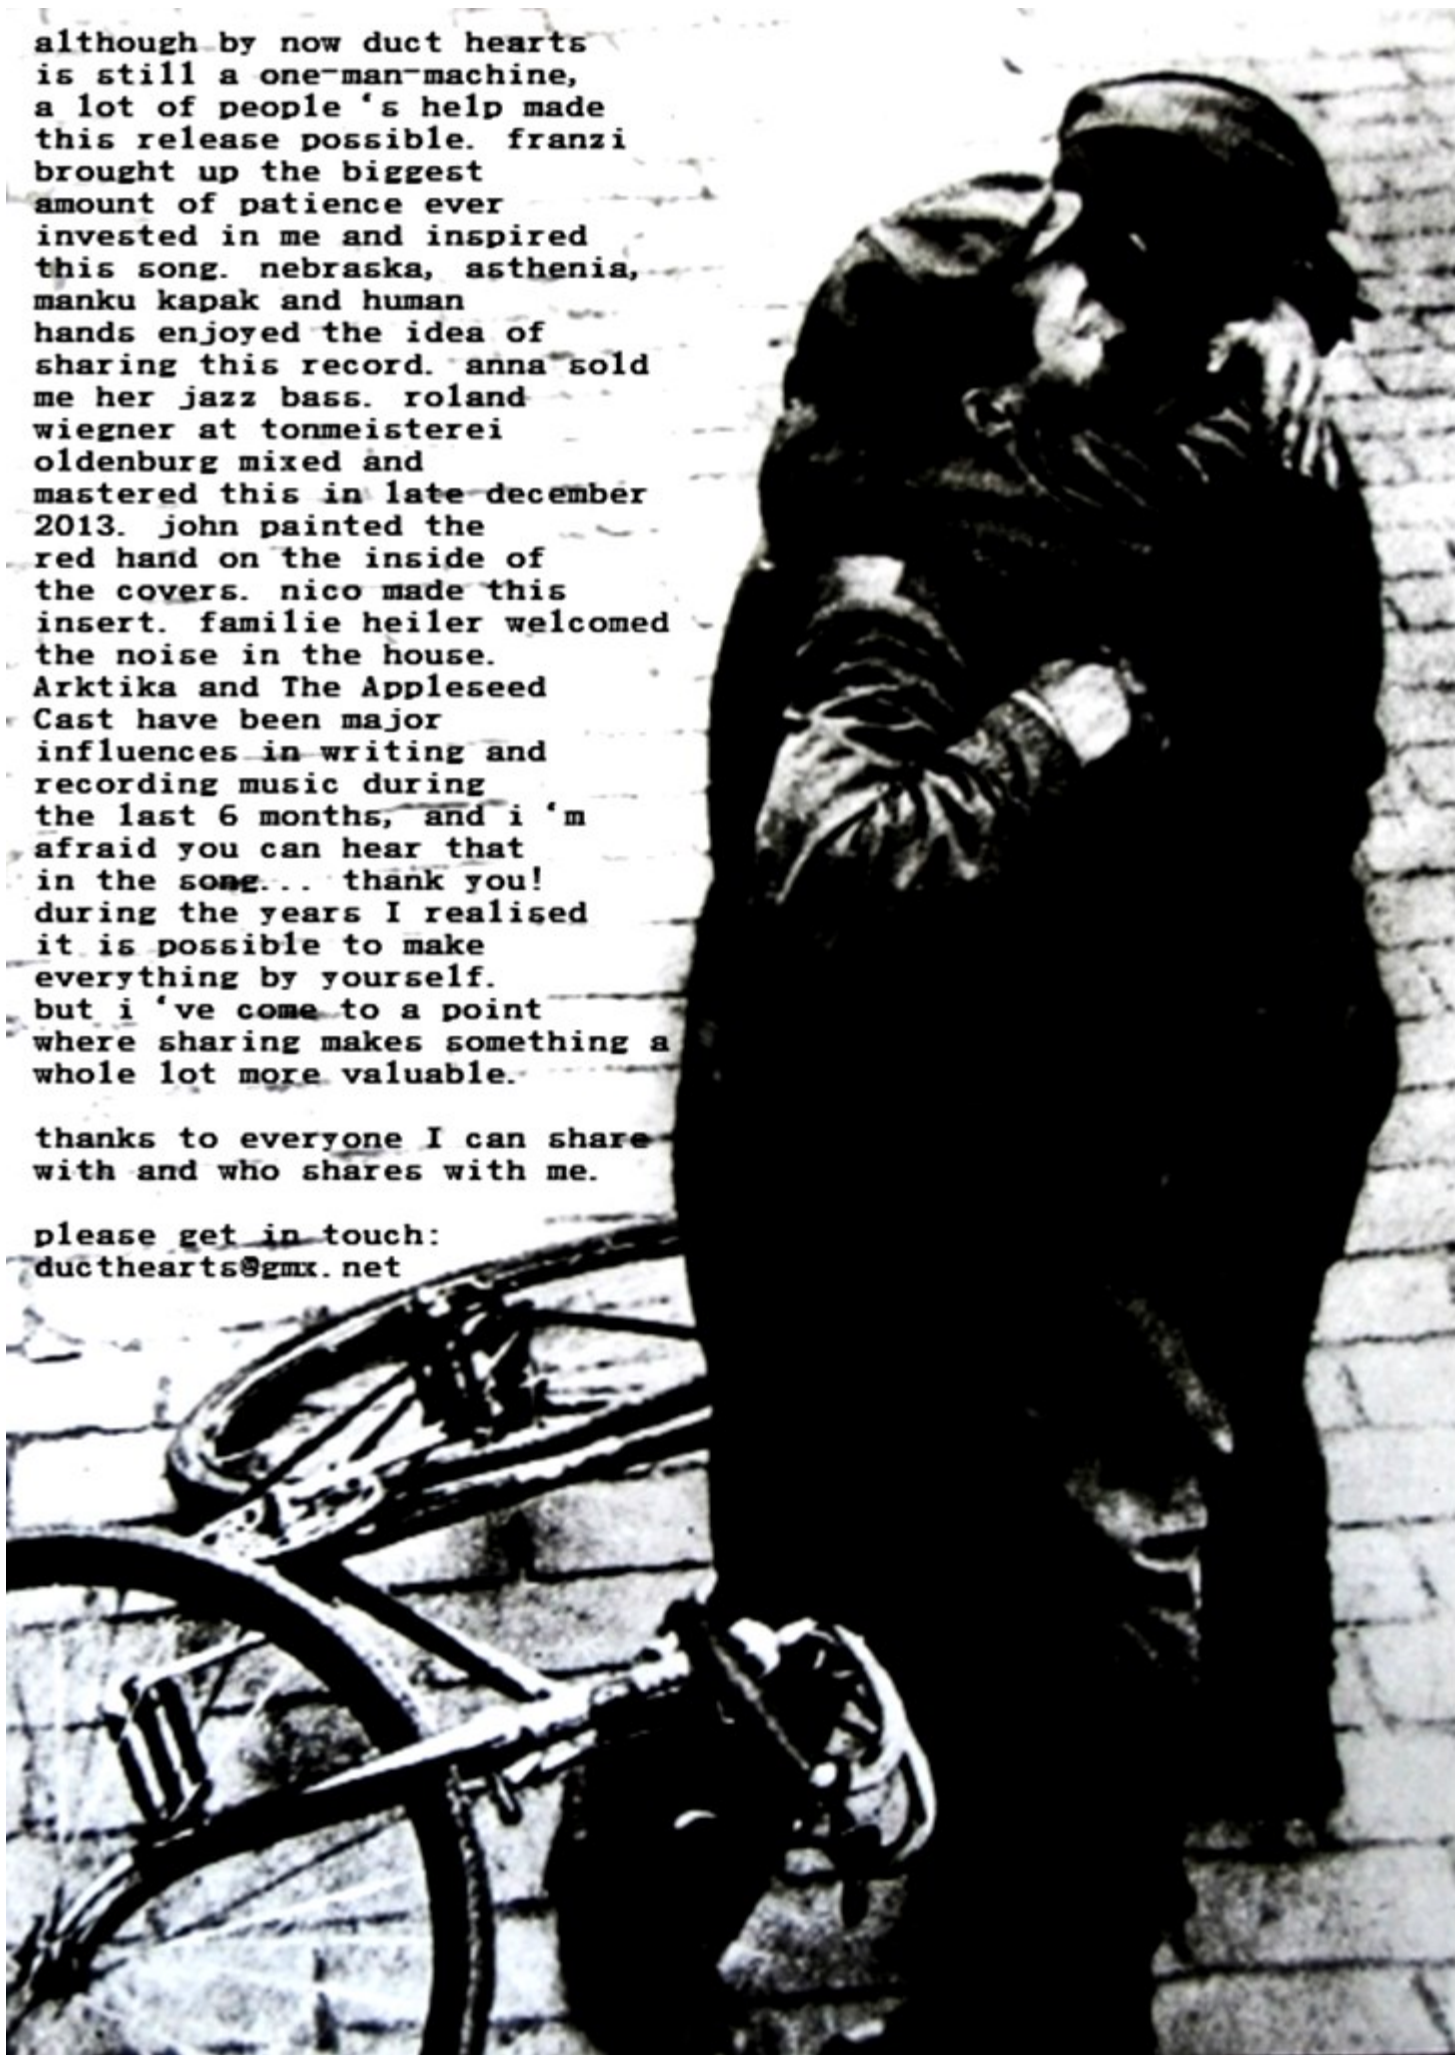 although by now duct hearts
is still a one-man-machine,
a lot of people ‘s help made
this release possible. franzi
brought up the biggest
amount of patience ever
invested in me and inspired
this song. nebraska, asthenia,
manku kapak and human
hands enjoyed the idea of
sharing this record. anna sold
me her jazz bass. roland
wiegner at tonmeisterei
oldenburg mixed and
mastered this in late december
2013. john painted the
red hand on the inside of
the covers. nico made this
insert. familie heiler welcomed
the noise in the house.
Arktika and The Appleseed
Cast have been major
influences in writing and
recording music during
the last 6 months, and i ‘m
afraid you can hear that
in the song... thank you!
during the years I realised
it is possible to make
everything by yourself.
but i ‘ve come to a point
where sharing makes something a
whole lot more valuable.
thanks to everyone I can share
with and who shares with me.
please get in touch:
ducthearts@gmx.net